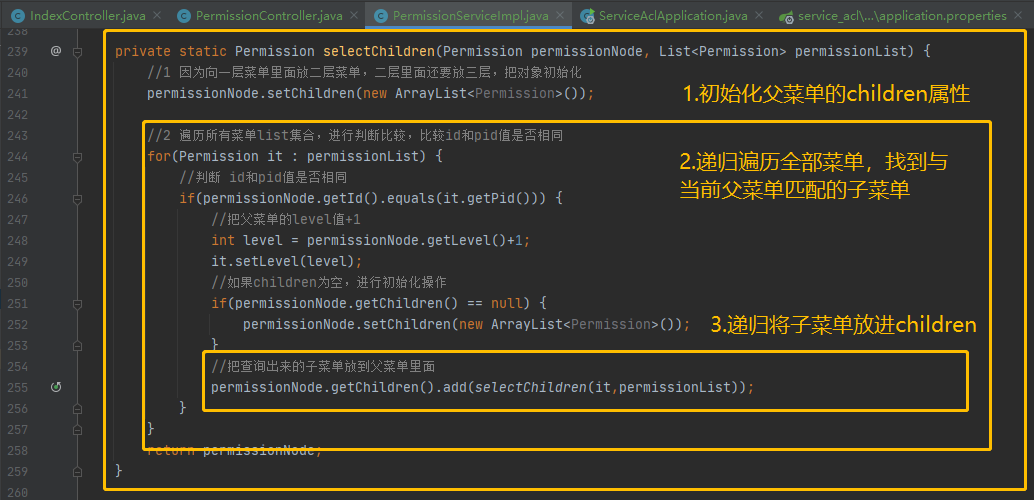 IndexController.java × PermissionController.java × PermissionServiceImpl.java × ServiceAclApplication.java × service_acl\...\application.properties ×
238
239 @ private static Permission selectChildren(Permission permissionNode, List<Permission> permissionList) {
240 //1 因为向一层菜单里面放二层菜单，二层里面还要放三层，把对象初始化
241 permissionNode.setChildren(new ArrayList<Permission>());
1.初始化父菜单的children属性
242
243 //2 遍历所有菜单list集合，进行判断比较，比较id和pid值是否相同
244 for(Permission it : permissionList) {
2.递归遍历全部菜单，找到与
245 //判断 id和pid值是否相同
当前父菜单匹配的子菜单
246 if(permissionNode.getId().equals(it.getPid())) {
247 //把父菜单的level值+1
248 int level = permissionNode.getLevel()+1;
249 it.setLevel(level);
250 //如果children为空，进行初始化操作
251 if(permissionNode.getChildren() == null) {
252 permissionNode.setChildren(new ArrayList<Permission>());
3.递归将子菜单放进children
253 }
254 //把查询出来的子菜单放到父菜单里面
255 permissionNode.getChildren().add(selectChildren(it,permissionList));
256 }
257 }
258 return permissionNode;
259 }
260